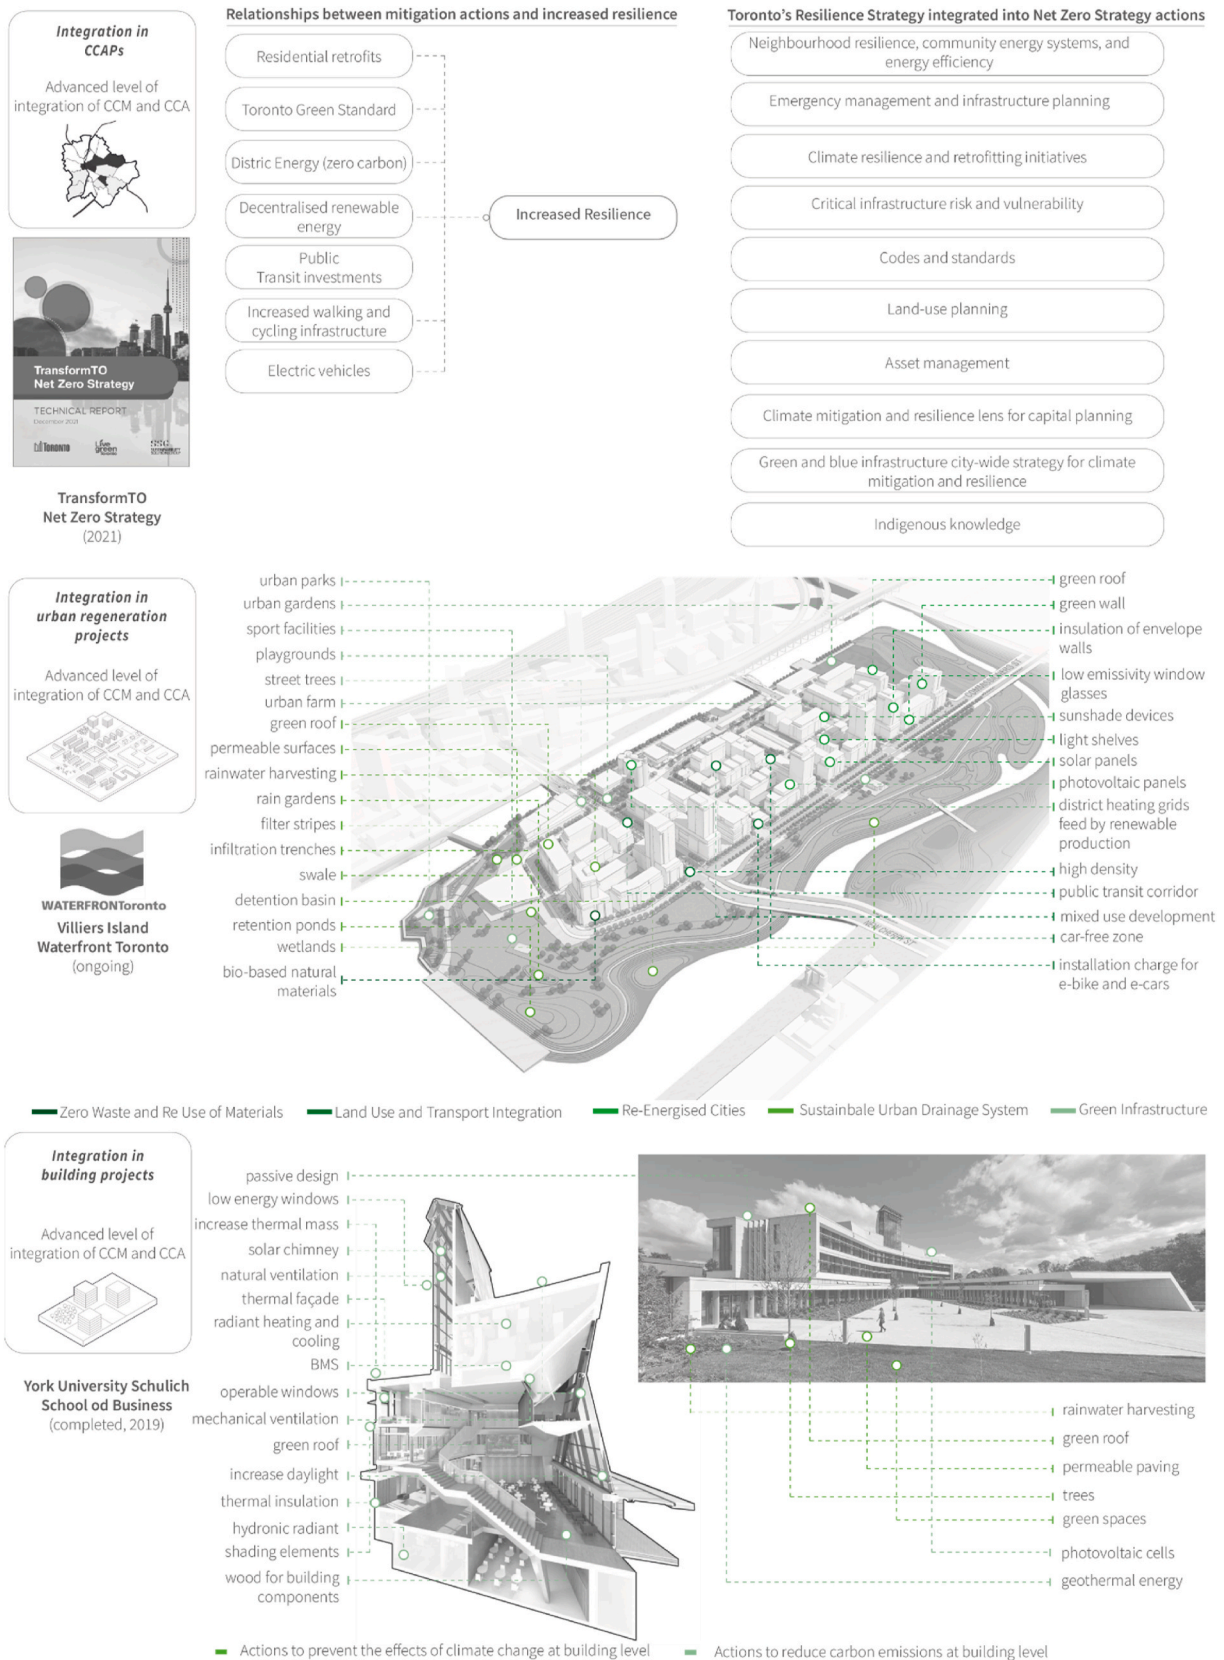 Integration in
CCAPs
Advanced level of
integration of CCM and CCA
TransformTO
Net Zero Strategy
TECHNICAL REPORT
December 2021
TORONTO
Live
green
TransformTO
Net Zero Strategy
(2021)
Relationships between mitigation actions and increased resilience
Residential retrofits
Toronto Green Standard
Distric Energy (zero carbon)
Decentralised renewable
energy
Public
Transit investments
Increased walking and
cycling infrastructure
Electric vehicles
Increased Resilience
Toronto's Resilience Strategy integrated into Net Zero Strategy actions
Neighbourhood resilience, community energy systems, and
energy efficiency
Emergency management and infrastructure planning
Climate resilience and retrofitting initiatives
Critical infrastructure risk and vulnerability
Codes and standards
Land-use planning
Asset management
Climate mitigation and resilience lens for capital planning
Green and blue infrastructure city-wide strategy for climate
mitigation and resilience
Indigenous knowledge
Integration in
urban regeneration
projects
Advanced level of
integration of CCM and CCA
WATERFRONToronto
Villiers Island
Waterfront Toronto
(ongoing)
urban parks
urban gardens
sport facilities
playgrounds
street trees
urban farm
green roof
permeable surfaces
rainwater harvesting
rain gardens
filter stripes
infiltration trenches
swale
detention basin
retention ponds
wetlands
bio-based natural
materials
green roof
green wall
insulation of envelope
walls
low emissivity window
glasses
sunshade devices
light shelves
solar panels
photovoltaic panels
district heating grids
feed by renewable
production
high density
public transit corridor
mixed use development
car-free zone
installation charge for
e-bike and e-cars
Zero Waste and Re Use of Materials
Land Use and Transport Integration
Re-Energised Cities
Sustainbale Urban Drainage System
Green Infrastructure
Integration in
building projects
Advanced level of
integration of CCM and CCA
York University Schulich
School od Business
(completed, 2019)
passive design
low energy windows
increase thermal mass
solar chimney
natural ventilation
thermal façade
radiant heating and
cooling
BMS
operable windows
mechanical ventilation
green roof
increase daylight
thermal insulation
hydronic radiant
shading elements
wood for building
components
rainwater harvesting
green roof
permeable paving
trees
green spaces
photovoltaic cells
geothermal energy
Actions to prevent the effects of climate change at building level
Actions to reduce carbon emissions at building level